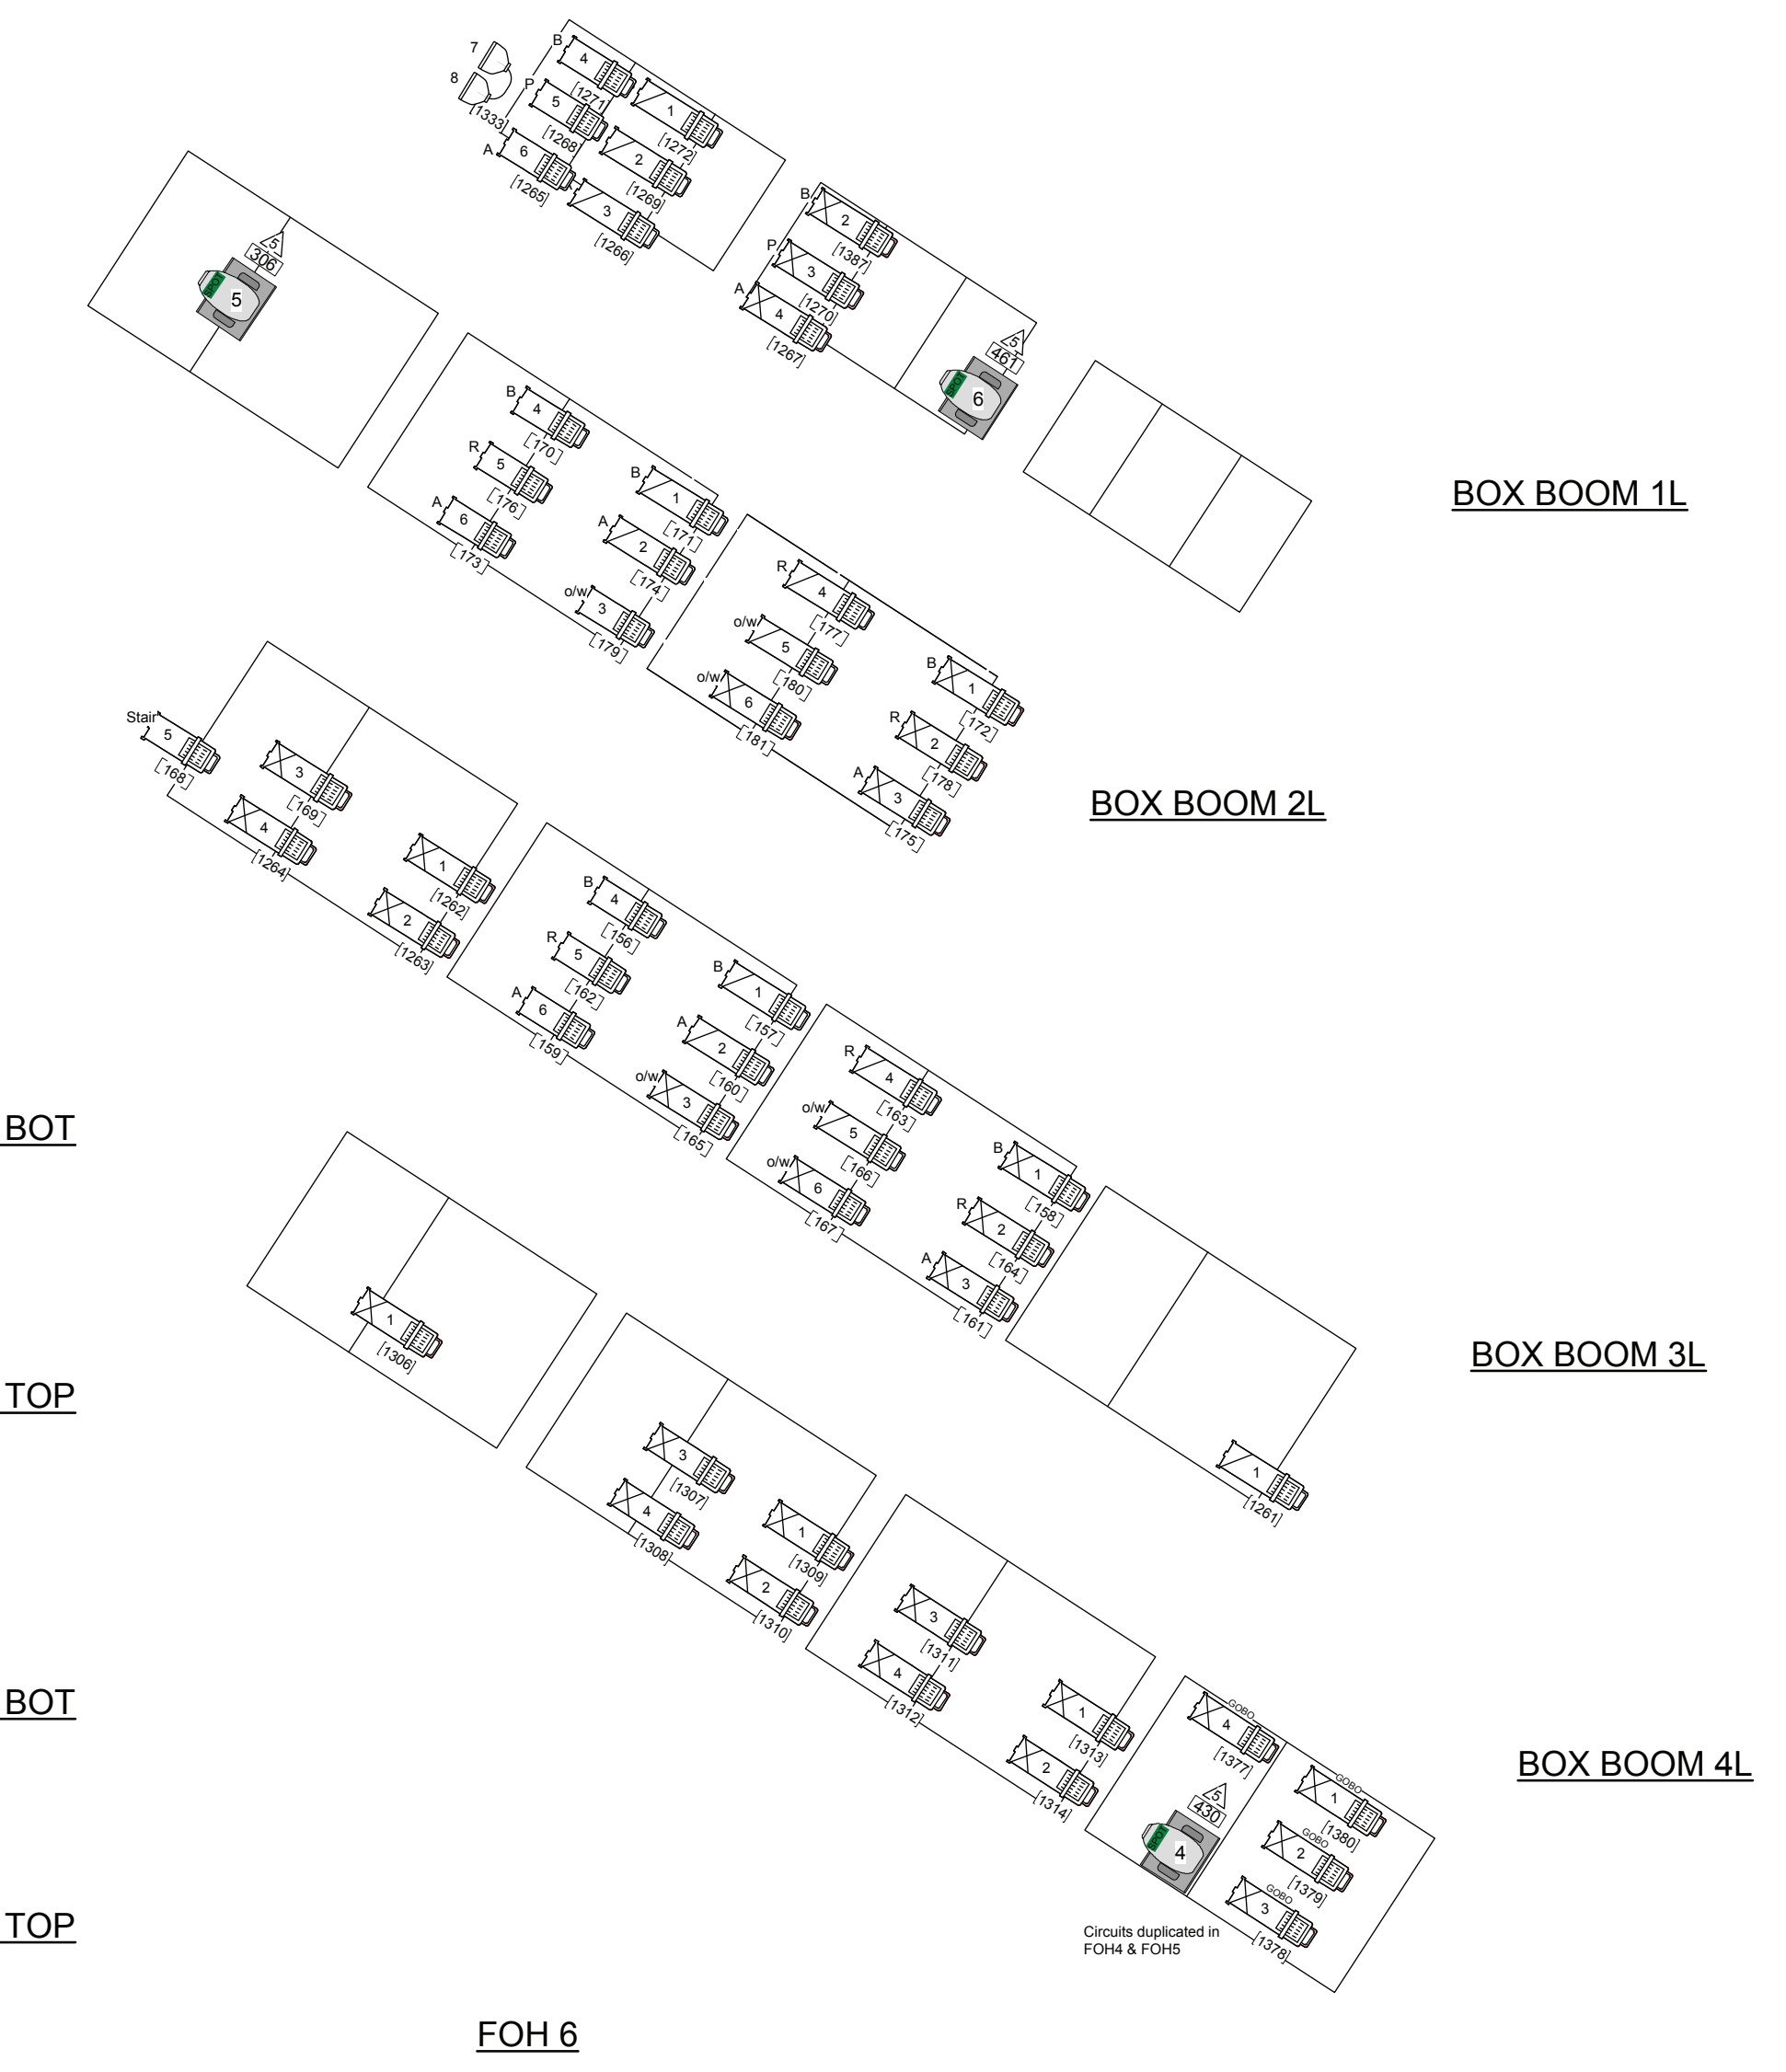 7
8
[1333]
B
4
[1271]
P
5
[1268]
A
6
[1265]
1
[1272]
2
[1269]
3
[1266]
B
2
[1387]
P
3
[1270]
A
4
[1267]
5
306
SPOT
5
5
461
SPOT
6
BOX BOOM 1L
B
4
[170]
R
5
[176]
A
6
[173]
B
1
[171]
A
2
[174]
o/w
3
[179]
R
4
[177]
o/w
5
[180]
o/w
6
[181]
B
1
[172]
R
2
[178]
A
3
[175]
BOX BOOM 2L
Stair
5
[168]
3
[169]
4
[1264]
1
[1262]
2
[1263]
B
4
[156]
R
5
[162]
A
6
[159]
B
1
[157]
A
2
[160]
o/w
3
[165]
R
4
[163]
o/w
5
[166]
o/w
6
[167]
B
1
[158]
R
2
[164]
A
3
[161]
1
[1261]
BOX BOOM 3L
BOT
TOP
1
[1306]
3
[1307]
4
[1308]
1
[1309]
2
[1310]
3
[1311]
4
[1312]
1
[1313]
2
[1314]
GOBO
4
[1377]
5
430
SPOT
4
GOBO
1
[1380]
GOBO
2
[1379]
GOBO
3
[1378]
BOX BOOM 4L
BOT
TOP
Circuits duplicated in
FOH4 & FOH5
FOH 6